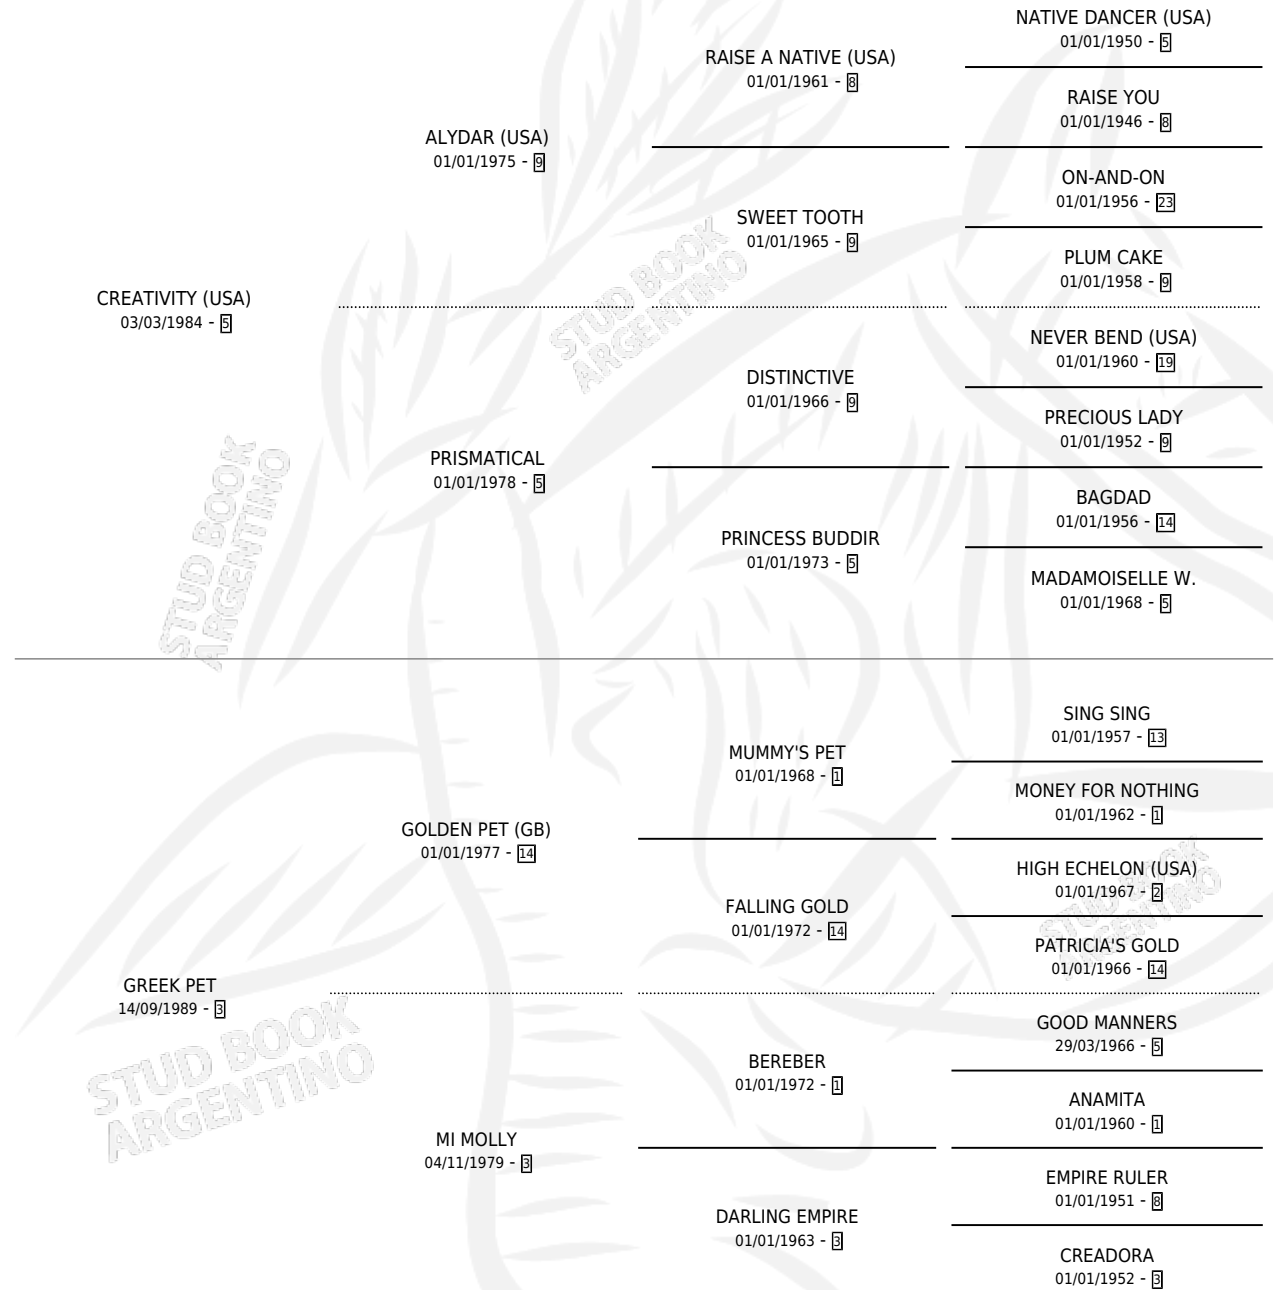 NATIVE DANCER (USA)
01/01/1950 - 5
RAISE A NATIVE (USA)
01/01/1961 - 8
RAISE YOU
01/01/1946 - 8
ALYDAR (USA)
01/01/1975 - 9
ON-AND-ON
01/01/1956 - 23
SWEET TOOTH
01/01/1965 - 9
PLUM CAKE
01/01/1958 - 9
CREATIVITY (USA)
03/03/1984 - 5
NEVER BEND (USA)
01/01/1960 - 19
DISTINCTIVE
01/01/1966 - 9
PRECIOUS LADY
01/01/1952 - 9
PRISMATICAL
01/01/1978 - 5
BAGDAD
01/01/1956 - 14
PRINCESS BUDDIR
01/01/1973 - 5
MADAMOISELLE W.
01/01/1968 - 5
SING SING
01/01/1957 - 13
MUMMY'S PET
01/01/1968 - 1
MONEY FOR NOTHING
01/01/1962 - 1
GOLDEN PET (GB)
01/01/1977 - 14
HIGH ECHELON (USA)
01/01/1967 - 2
FALLING GOLD
01/01/1972 - 14
PATRICIA'S GOLD
01/01/1966 - 14
GREEK PET
14/09/1989 - 3
GOOD MANNERS
29/03/1966 - 5
BEREBER
01/01/1972 - 1
ANAMITA
01/01/1960 - 1
MI MOLLY
04/11/1979 - 3
EMPIRE RULER
01/01/1951 - 8
DARLING EMPIRE
01/01/1963 - 3
CREADORA
01/01/1952 - 3
STUD BOOK
ARGENTINO
STUD BOOK
ARGENTINO
STUD BOOK
ARGENTINO
STUD BOOK
ARGENTINO